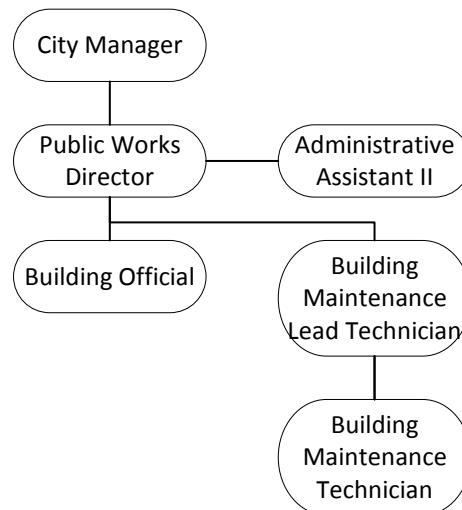 City Manager
Public Works
Director
Administrative
Assistant II
Building Official
Building
Maintenance
Lead Technician
Building
Maintenance
Technician